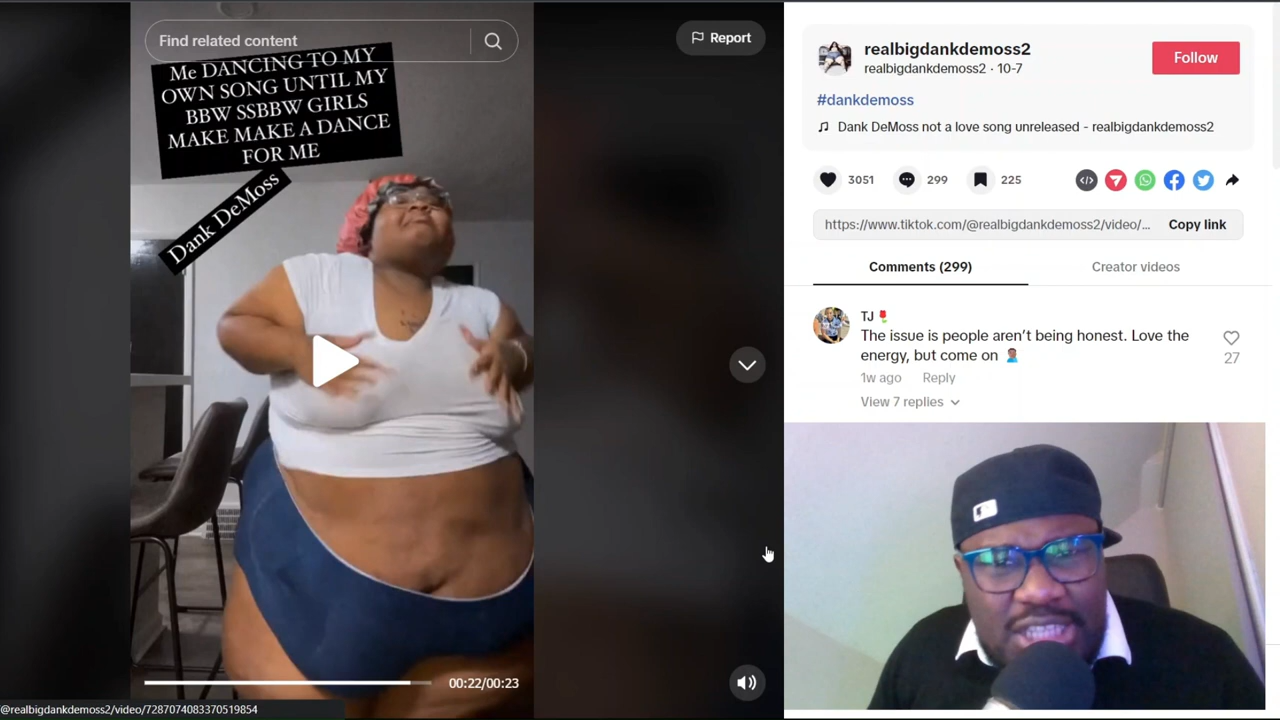 Find related content
Me DANCING TO MY
OWN SONG UNTIL MY
BBW SSBBW GIRLS
MAKE MAKE A DANCE
FOR ME
Dank DeMoss
00:22/00:23
@realbigdankdemoss2/video/7287074083370519854
Report
realbigdankdemoss2
realbigdankdemoss2 · 10-7
Follow
#dankdemoss
Dank DeMoss not a love song unreleased - realbigdankdemoss2
3051
299
225
https://www.tiktok.com/@realbigdankdemoss2/video/...
Copy link
Comments (299)
Creator videos
TJ
The issue is people aren’t being honest. Love the
energy, but come on
27
1w ago
Reply
View 7 replies